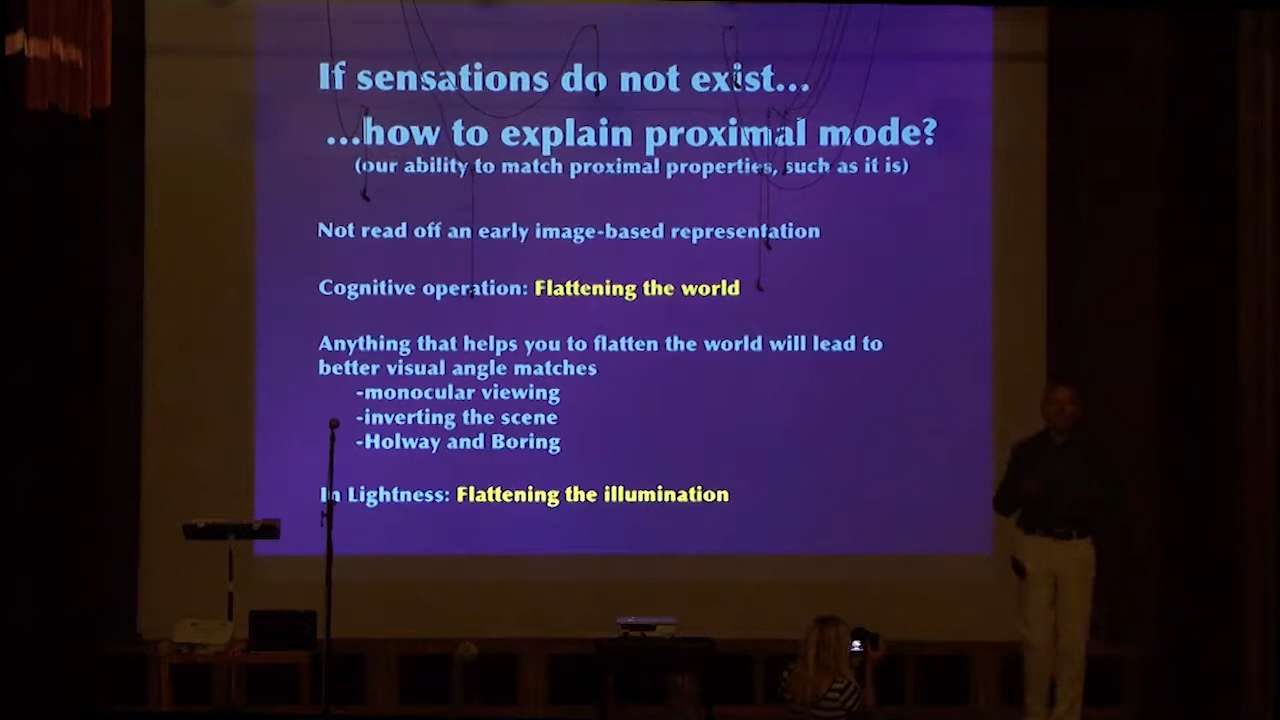 If sensations do not exist...
...how to explain proximal mode?
(our ability to match proximal properties, such as it is)
Not read off an early image-based representation
Cognitive operation: Flattening the world
Anything that helps you to flatten the world will lead to
better visual angle matches
-monocular viewing
-inverting the scene
-Holway and Boring
In Lightness: Flattening the illumination